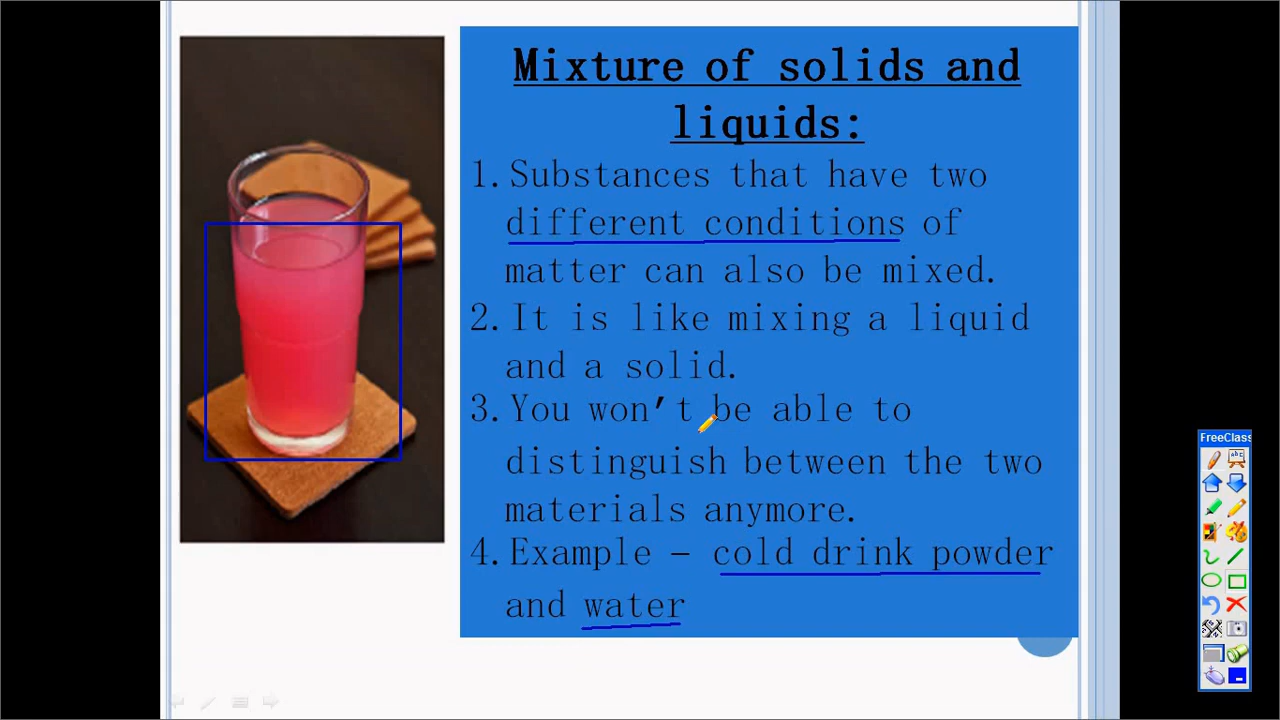 Mixture of solids and
liquids:
1. Substances that have two
different conditions of
matter can also be mixed.
2. It is like mixing a liquid
and a solid.
3. You won't be able to
distinguish between the two
materials anymore.
4. Example – cold drink powder
and water
FreeClass
abc